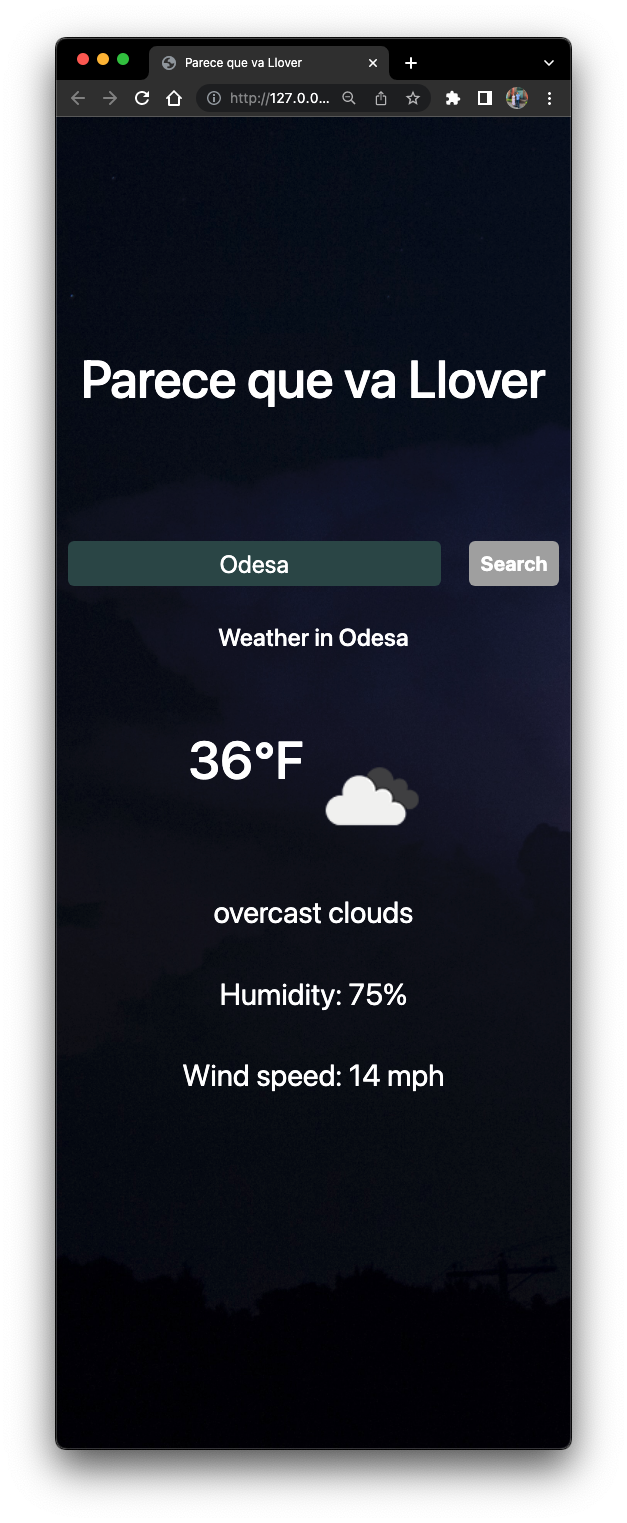 Parece que va Llover
http://127.0.0...
Parece que va Llover
Odesa
Search
Weather in Odesa
36°F
overcast clouds
Humidity: 75%
Wind speed: 14 mph